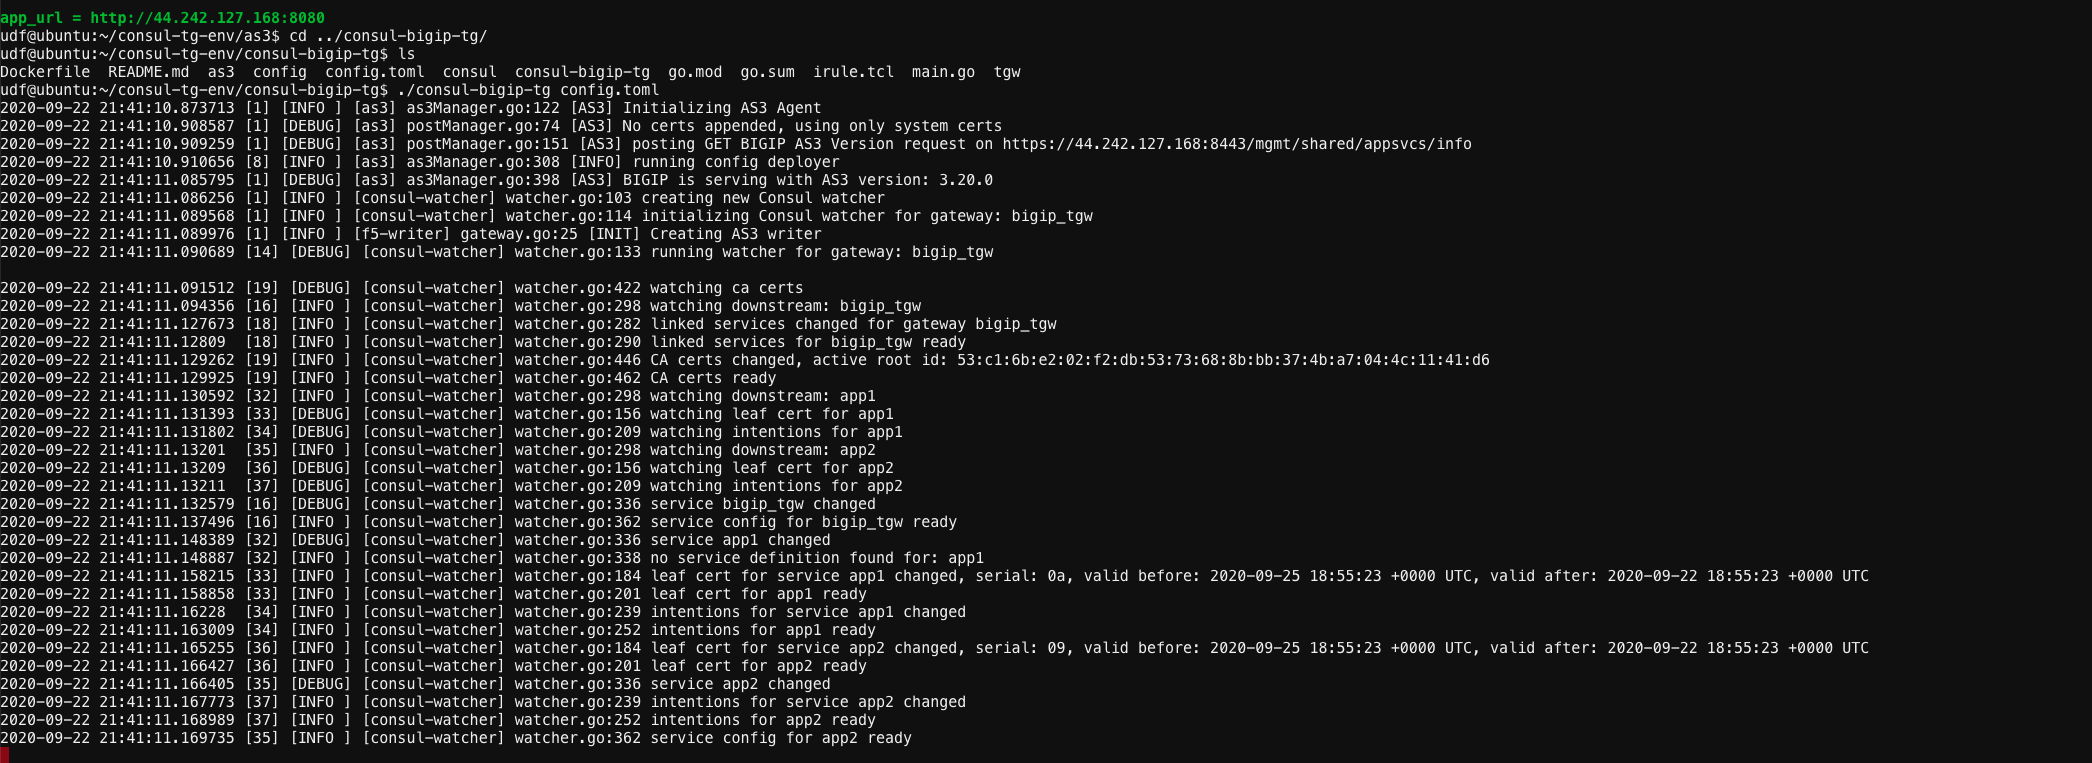 app_url = http://44.242.127.168:8080
udf@ubuntu:~/consul-tg-env/as3$ cd ../consul-bigip-tg/
udf@ubuntu:~/consul-tg-env/consul-bigip-tg$ ls
Dockerfile  README.md  as3  config  config.toml  consul  consul-bigip-tg  go.mod  go.sum  irule.tcl  main.go  tgw
udf@ubuntu:~/consul-tg-env/consul-bigip-tg$ ./consul-bigip-tg config.toml
2020-09-22 21:41:10.873713 [1] [INFO ] [as3] as3Manager.go:122 [AS3] Initializing AS3 Agent
2020-09-22 21:41:10.908587 [1] [DEBUG] [as3] postManager.go:74 [AS3] No certs appended, using only system certs
2020-09-22 21:41:10.909259 [1] [DEBUG] [as3] postManager.go:151 [AS3] posting GET BIGIP AS3 Version request on https://44.242.127.168:8443/mgmt/shared/appsvcs/info
2020-09-22 21:41:10.910656 [8] [INFO ] [as3] as3Manager.go:308 [INFO] running config deployer
2020-09-22 21:41:11.085795 [1] [DEBUG] [as3] as3Manager.go:398 [AS3] BIGIP is serving with AS3 version: 3.20.0
2020-09-22 21:41:11.086256 [1] [INFO ] [consul-watcher] watcher.go:103 creating new Consul watcher
2020-09-22 21:41:11.089568 [1] [INFO ] [consul-watcher] watcher.go:114 initializing Consul watcher for gateway: bigip_tgw
2020-09-22 21:41:11.089976 [1] [INFO ] [f5-writer] gateway.go:25 [INIT] Creating AS3 writer
2020-09-22 21:41:11.090689 [14] [DEBUG] [consul-watcher] watcher.go:133 running watcher for gateway: bigip_tgw
2020-09-22 21:41:11.091512 [19] [DEBUG] [consul-watcher] watcher.go:422 watching ca certs
2020-09-22 21:41:11.094356 [16] [INFO ] [consul-watcher] watcher.go:298 watching downstream: bigip_tgw
2020-09-22 21:41:11.127673 [18] [INFO ] [consul-watcher] watcher.go:282 linked services changed for gateway bigip_tgw
2020-09-22 21:41:11.12809  [18] [INFO ] [consul-watcher] watcher.go:290 linked services for bigip_tgw ready
2020-09-22 21:41:11.129262 [19] [INFO ] [consul-watcher] watcher.go:446 CA certs changed, active root id: 53:c1:6b:e2:02:f2:db:53:73:68:8b:bb:37:4b:a7:04:4c:11:41:d6
2020-09-22 21:41:11.129925 [19] [INFO ] [consul-watcher] watcher.go:462 CA certs ready
2020-09-22 21:41:11.130592 [32] [INFO ] [consul-watcher] watcher.go:298 watching downstream: app1
2020-09-22 21:41:11.131393 [33] [DEBUG] [consul-watcher] watcher.go:156 watching leaf cert for app1
2020-09-22 21:41:11.131802 [34] [DEBUG] [consul-watcher] watcher.go:209 watching intentions for app1
2020-09-22 21:41:11.13201  [35] [INFO ] [consul-watcher] watcher.go:298 watching downstream: app2
2020-09-22 21:41:11.13209  [36] [DEBUG] [consul-watcher] watcher.go:156 watching leaf cert for app2
2020-09-22 21:41:11.13211  [37] [DEBUG] [consul-watcher] watcher.go:209 watching intentions for app2
2020-09-22 21:41:11.132579 [16] [DEBUG] [consul-watcher] watcher.go:336 service bigip_tgw changed
2020-09-22 21:41:11.137496 [16] [INFO ] [consul-watcher] watcher.go:362 service config for bigip_tgw ready
2020-09-22 21:41:11.148389 [32] [DEBUG] [consul-watcher] watcher.go:336 service app1 changed
2020-09-22 21:41:11.148887 [32] [INFO ] [consul-watcher] watcher.go:338 no service definition found for: app1
2020-09-22 21:41:11.158215 [33] [INFO ] [consul-watcher] watcher.go:184 leaf cert for service app1 changed, serial: 0a, valid before: 2020-09-25 18:55:23 +0000 UTC, valid after: 2020-09-22 18:55:23 +0000 UTC
2020-09-22 21:41:11.158858 [33] [INFO ] [consul-watcher] watcher.go:201 leaf cert for app1 ready
2020-09-22 21:41:11.16228  [34] [INFO ] [consul-watcher] watcher.go:239 intentions for service app1 changed
2020-09-22 21:41:11.163009 [34] [INFO ] [consul-watcher] watcher.go:252 intentions for app1 ready
2020-09-22 21:41:11.165255 [36] [INFO ] [consul-watcher] watcher.go:184 leaf cert for service app2 changed, serial: 09, valid before: 2020-09-25 18:55:23 +0000 UTC, valid after: 2020-09-22 18:55:23 +0000 UTC
2020-09-22 21:41:11.166427 [36] [INFO ] [consul-watcher] watcher.go:201 leaf cert for app2 ready
2020-09-22 21:41:11.166405 [35] [DEBUG] [consul-watcher] watcher.go:336 service app2 changed
2020-09-22 21:41:11.167773 [37] [INFO ] [consul-watcher] watcher.go:239 intentions for service app2 changed
2020-09-22 21:41:11.168989 [37] [INFO ] [consul-watcher] watcher.go:252 intentions for app2 ready
2020-09-22 21:41:11.169735 [35] [INFO ] [consul-watcher] watcher.go:362 service config for app2 ready